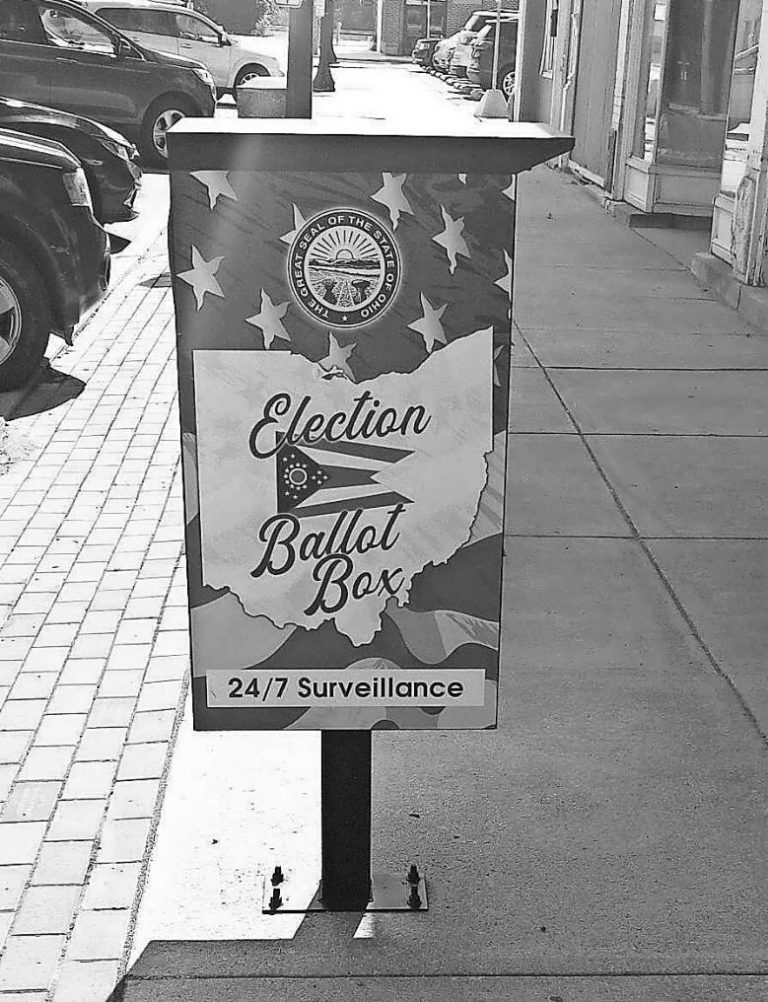 THE GREAT SEAL OF THE STATE OF OHIO
Election
Ballot
Box
24/7 Surveillance